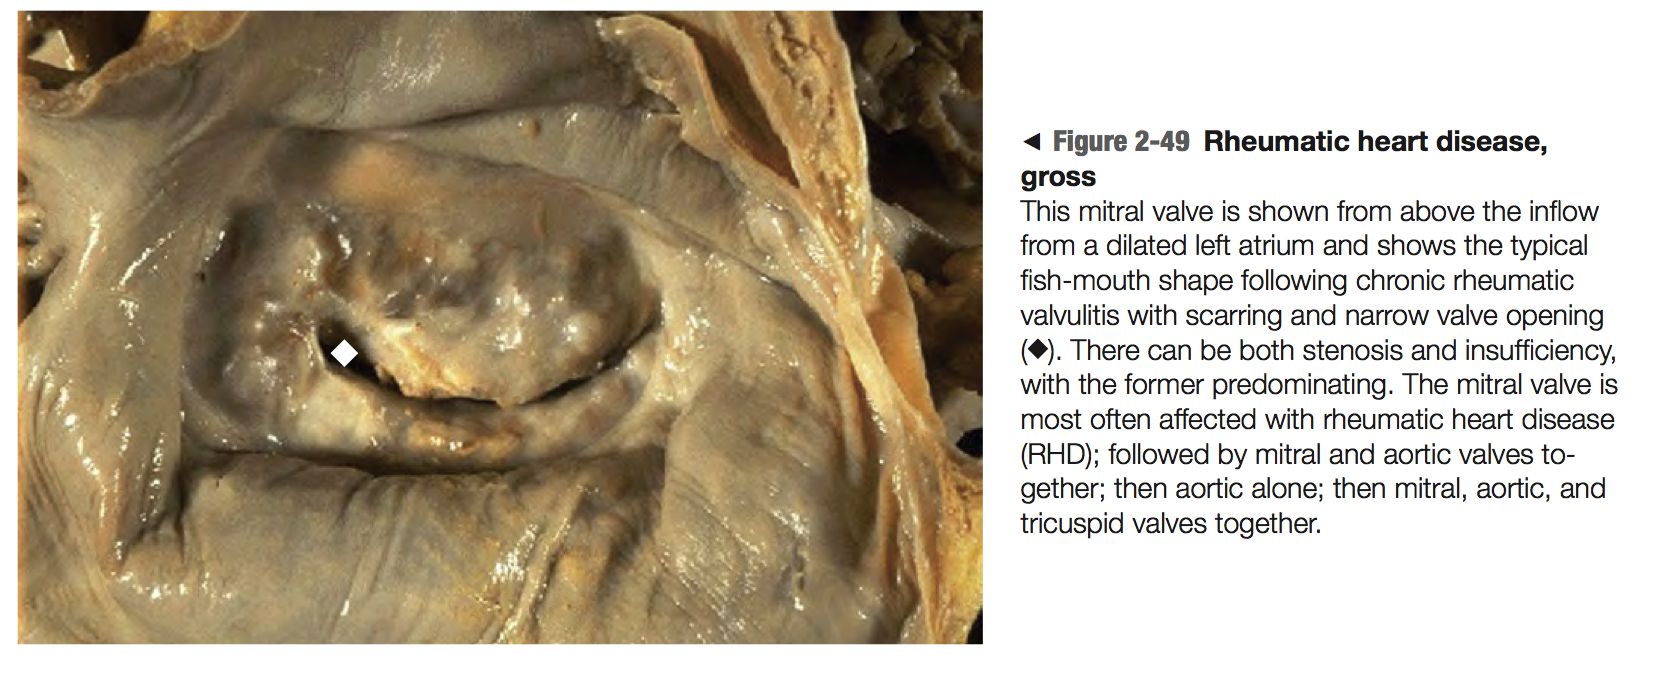 ◄ Figure 2-49 Rheumatic heart disease,
gross
This mitral valve is shown from above the inflow
from a dilated left atrium and shows the typical
fish-mouth shape following chronic rheumatic
valvulitis with scarring and narrow valve opening
(◆). There can be both stenosis and insufficiency,
with the former predominating. The mitral valve is
most often affected with rheumatic heart disease
(RHD); followed by mitral and aortic valves to-
gether; then aortic alone; then mitral, aortic, and
tricuspid valves together.